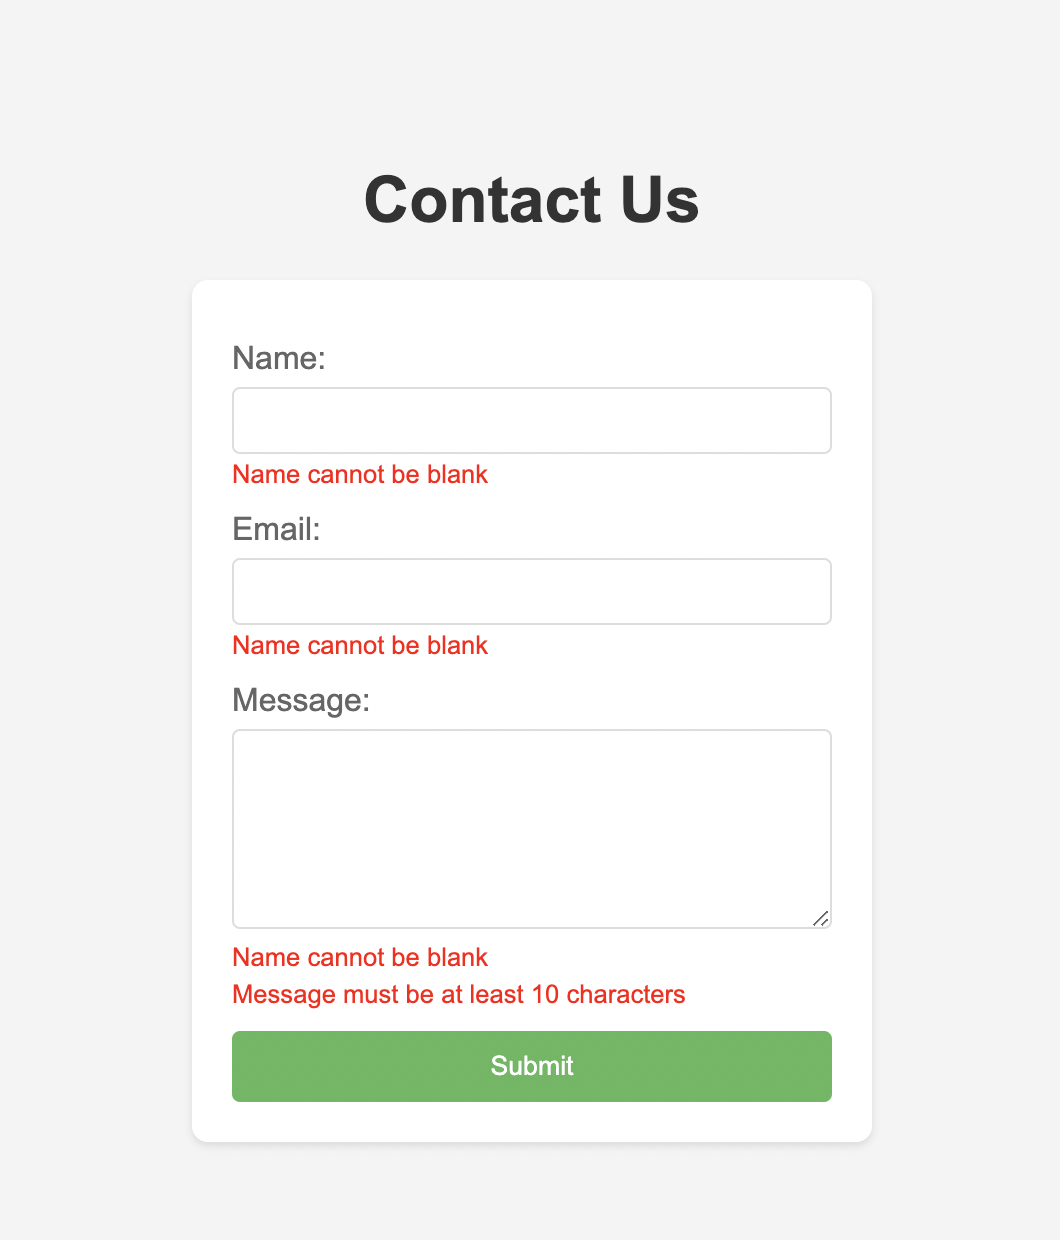 Contact Us
Name:
Name cannot be blank
Email:
Name cannot be blank
Message:
Name cannot be blank
Message must be at least 10 characters
Submit